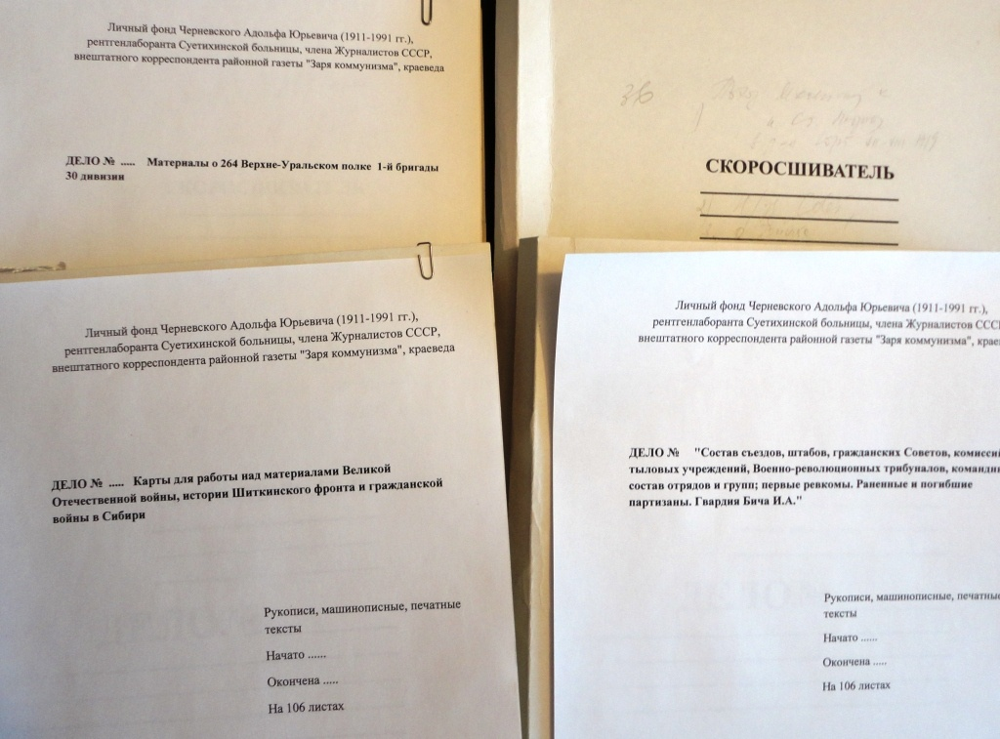 Личный фонд Черневского Адольфа Юрьевича (1911-1991 гг.),
рентгенлаборанта Суетихинской больницы, члена Журналистов СССР,
внештатного корреспондента районной газеты "Заря коммунизма", краеведа
ДЕЛО № ..... Материалы о 264 Верхне-Уральском полке 1-й бригады
30 дивизии
36
СКОРОСШИВАТЕЛЬ
Личный фонд Черневского Адольфа Юрьевича (1911-1991 гг.),
рентгенлаборанта Суетихинской больницы, члена Журналистов СССР,
внештатного корреспондента районной газеты "Заря коммунизма", краеведа
ДЕЛО № ..... Карты для работы над материалами Великой
Отечественной войны, истории Шиткинского фронта и гражданской
войны в Сибири
Рукописи, машинописные, печатные
тексты
Начато ......
Окончена .....
На 106 листах
Личный фонд Черневского Адольфа Юрьевича (1911-1991 гг.),
рентгенлаборанта Суетихинской больницы, члена Журналистов СССР
внештатного корреспондента районной газеты "Заря коммунизма", краев
ДЕЛО № "Состав съездов, штабов, гражданских Советов, комисси
тыловых учреждений, Военно-революционных трибуналов, команди
состав отрядов и групп; первые ревкомы. Раненные и погибшие
партизаны. Гвардия Бича И.А."
Рукописи, машинописные, печатные
тексты
Начато ......
Окончена .....
На 106 листах